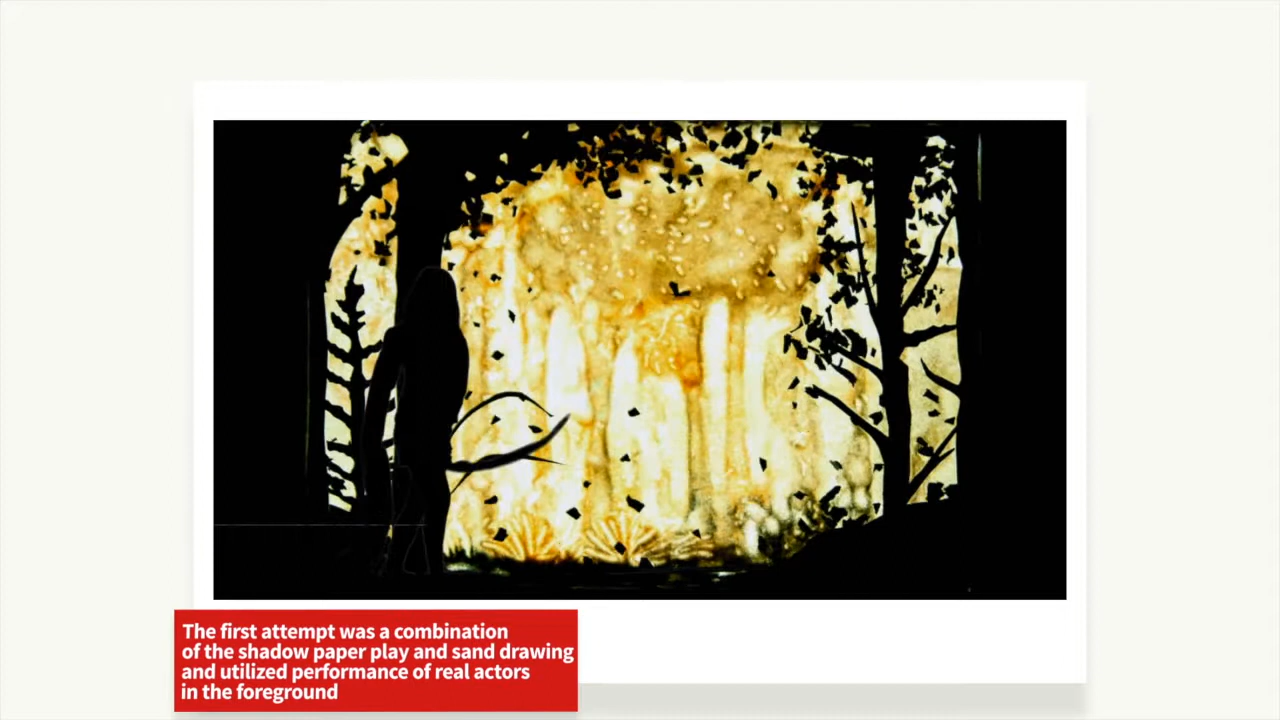 The first attempt was a combination
of the shadow paper play and sand drawing
and utilized performance of real actors
in the foreground